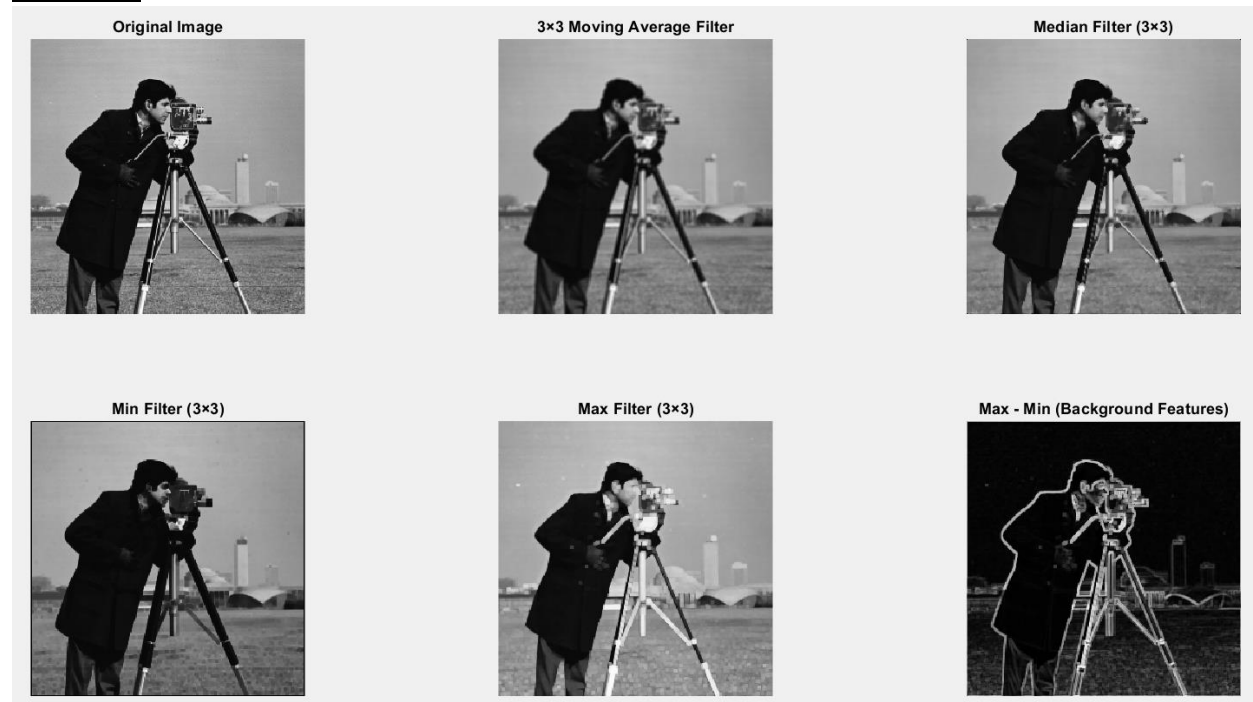 Original Image
3×3 Moving Average Filter
Median Filter (3×3)
Min Filter (3×3)
Max Filter (3×3)
Max - Min (Background Features)